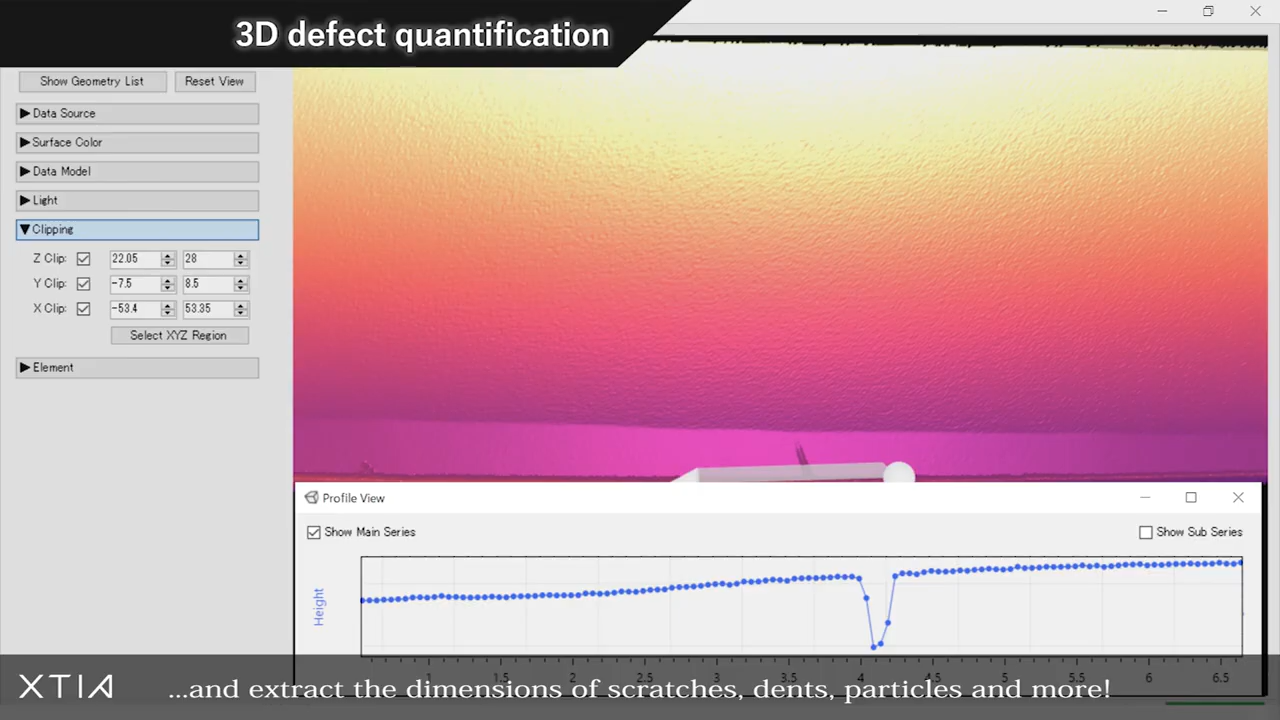 3D defect quantification
Show Geometry List
Reset View
Data Source
Surface Color
Data Model
Light
Clipping
Z Clip: 22.05 28
Y Clip: -7.5 8.5
X Clip: -53.4 53.35
Select XYZ Region
Element
Profile View
Show Main Series
Show Sub Series
Height
1 2 2.5 3 3.5 4 4.5 5 5.5 6 6.5
XTIA
...and extract the dimensions of scratches, dents, particles and more!